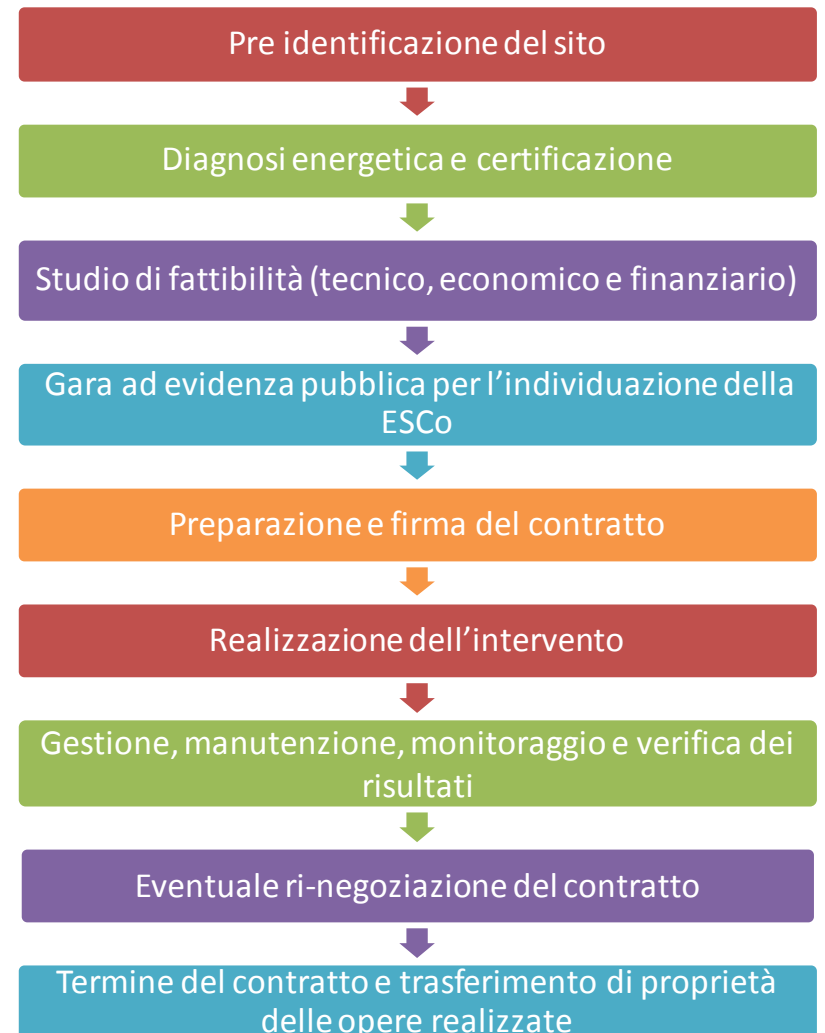 Pre identificazione del sito
Diagnosi energetica e certificazione
Studio di fattibilità (tecnico, economico e finanziario)
Gara ad evidenza pubblica per l’individuazione della
ESCo
Preparazione e firma del contratto
Realizzazione dell’intervento
Gestione, manutenzione, monitoraggio e verifica dei
risultati
Eventuale ri-negoziazione del contratto
Termine del contratto e trasferimento di proprietà
delle opere realizzate